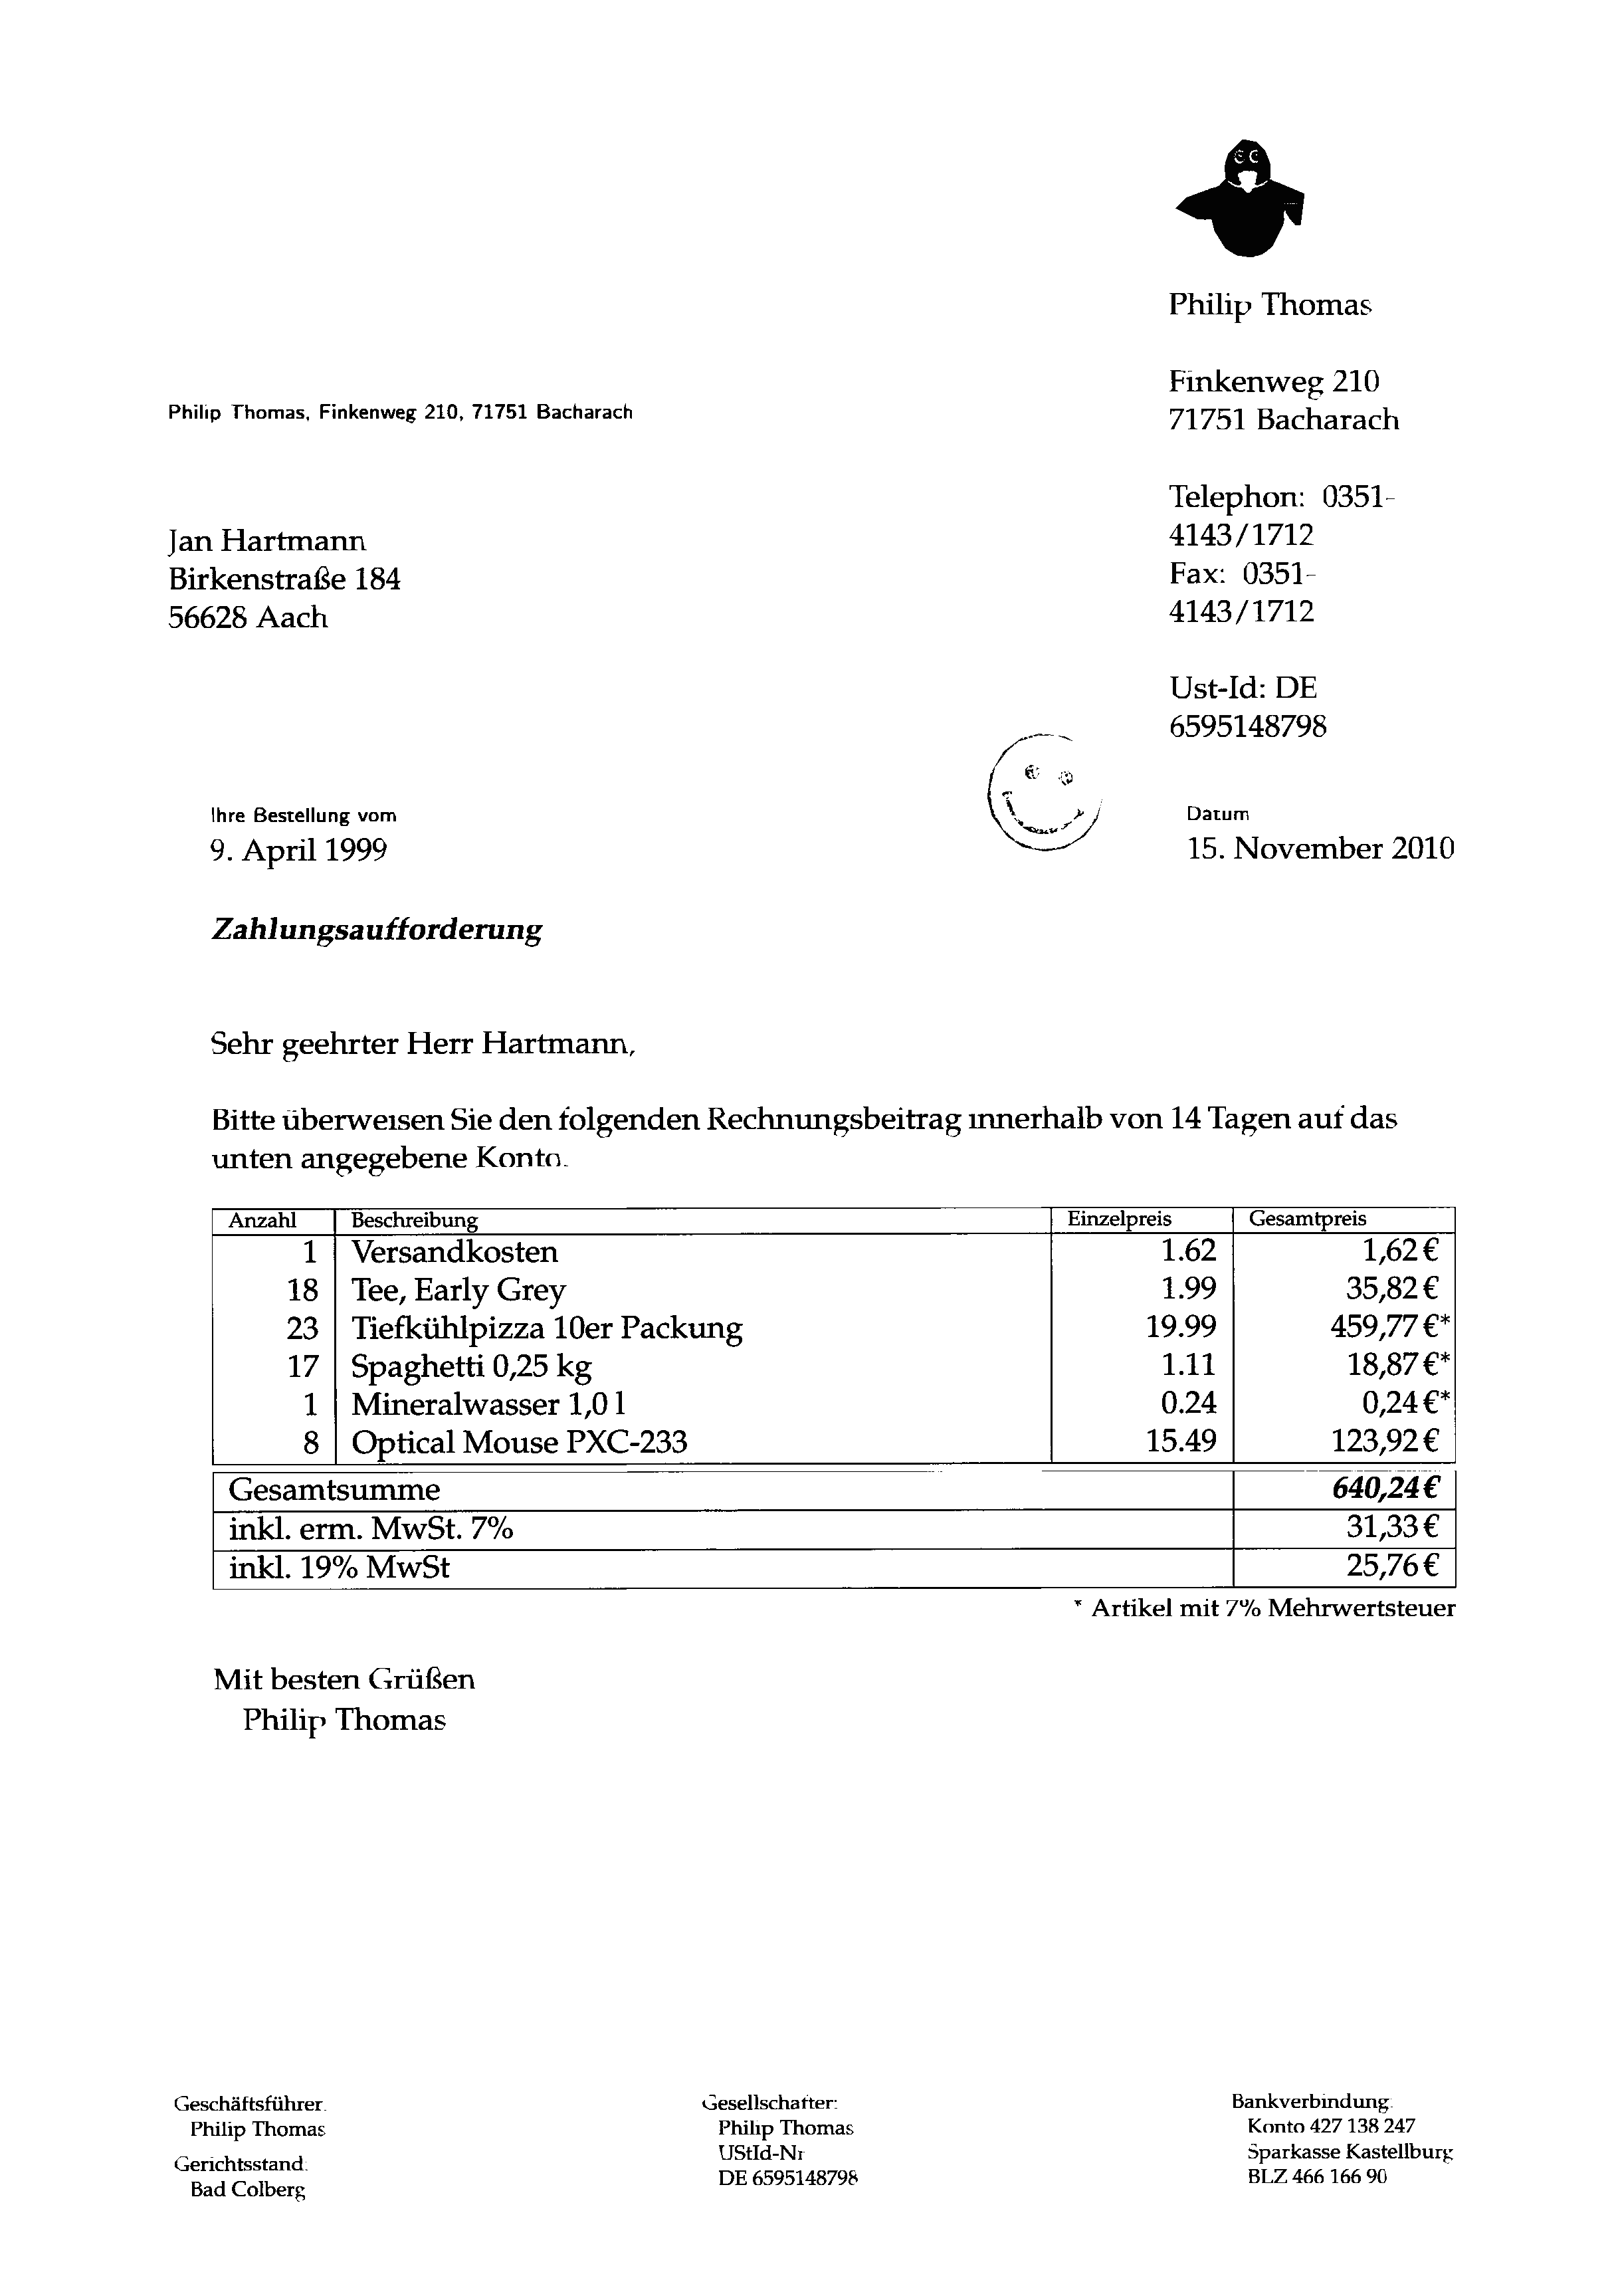 Philip Thomas
Finkenweg 210
71751 Bacharach
Telephon: 0351-
4143/1712
Fax: 0351-
4143/1712
Ust-Id: DE
6595148798
Philip Thomas, Finkenweg 210, 71751 Bacharach
Jan Hartmann
Birkenstraße 184
56628 Aach
Ihre Bestellung vom
9. April 1999
Datum
15. November 2010
Zahlungsaufforderung
Sehr geehrter Herr Hartmann,
Bitte überweisen Sie den folgenden Rechnungsbeitrag innerhalb von 14 Tagen auf das
unten angegebene Konto.
Anzahl Beschreibung Einzelpreis Gesamtpreis
1 Versandkosten 1.62 1,62 €
18 Tee, Early Grey 1.99 35,82 €
23 Tiefkühlpizza 10er Packung 19.99 459,77 €*
17 Spaghetti 0,25 kg 1.11 18,87 €*
1 Mineralwasser 1,0 l 0.24 0,24 €*
8 Optical Mouse PXC-233 15.49 123,92 €
Gesamtsumme 640,24 €
inkl. erm. MwSt. 7% 31,33 €
inkl. 19% MwSt 25,76 €
* Artikel mit 7% Mehrwertsteuer
Mit besten Grüßen
Philip Thomas
Geschäftsführer:
Philip Thomas
Gerichtsstand:
Bad Colberg
Gesellschafter:
Philip Thomas
UStId-Nr
DE 6595148798
Bankverbindung:
Konto 427 138 247
Sparkasse Kastellburg
BLZ 466 166 90